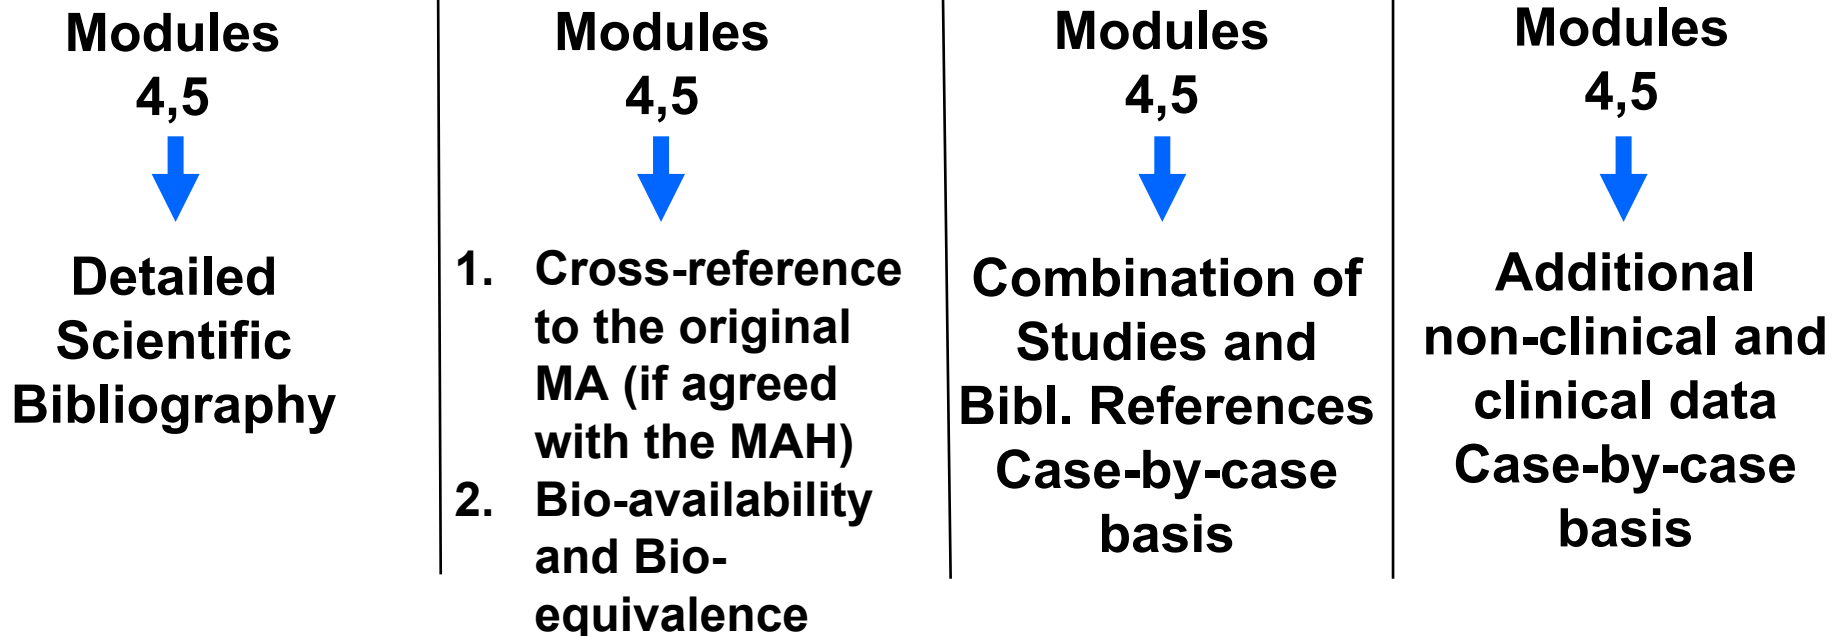 Modules
4,5
Detailed
Scientific
Bibliography
Modules
4,5
1. Cross-reference
to the original
MA (if agreed
with the MAH)
2. Bio-availability
and Bio-
equivalence
Modules
4,5
Combination of
Studies and
Bibl. References
Case-by-case
basis
Modules
4,5
Additional
non-clinical and
clinical data
Case-by-case
basis